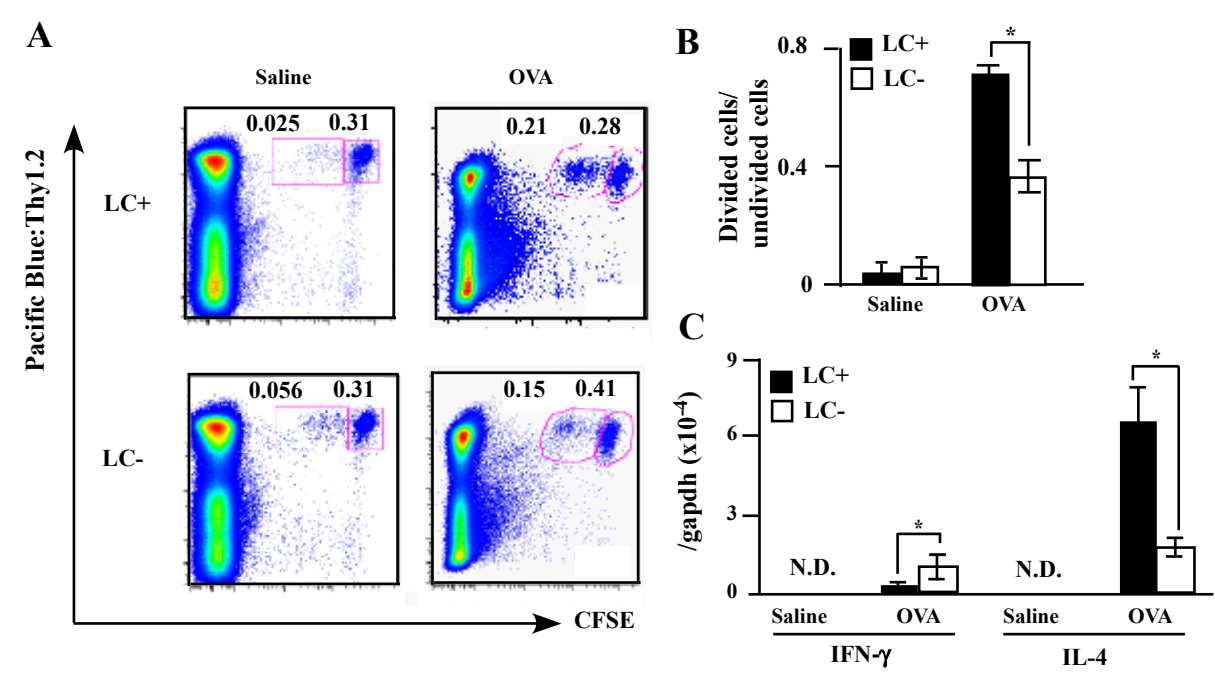 A
Saline
OVA
0.025
0.31
0.21
0.28
LC+
Pacific Blue:Thy1.2
0.056
0.31
0.15
0.41
LC-
CFSE
B
0.8
0.4
0
Divided cells/
undivided cells
LC+
LC-
*
Saline
OVA
C
9
6
3
0
/gapdh (x10⁻⁴)
LC+
LC-
N.D.
*
N.D.
*
Saline
OVA
Saline
OVA
IFN-γ
IL-4